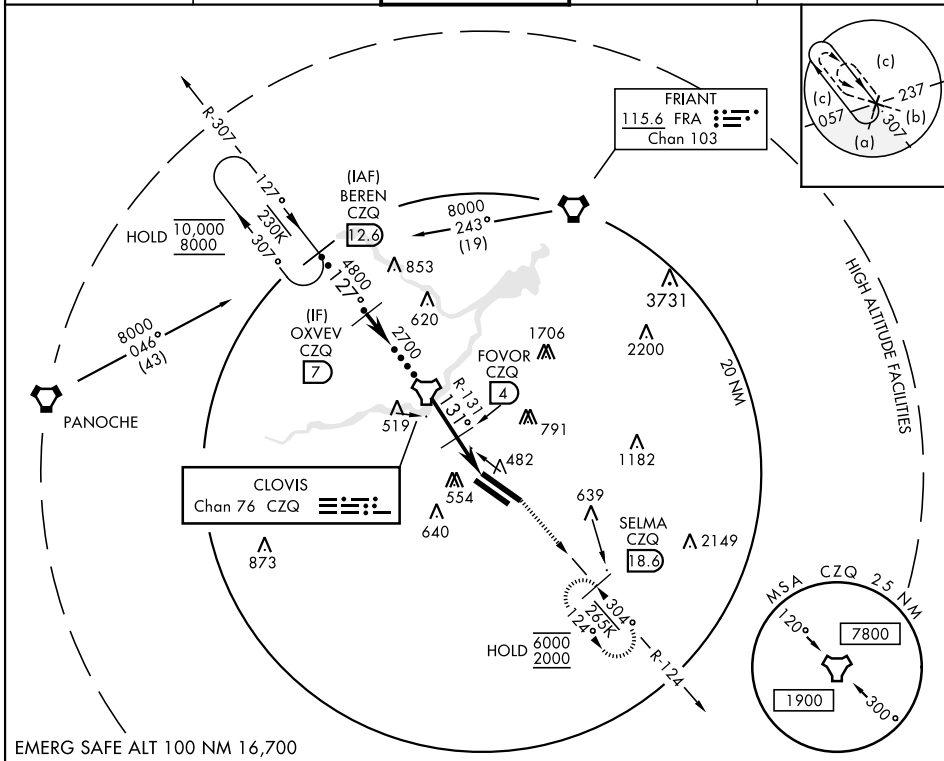 (c)
(c)
237
057
(b)
307
(a)
FRIANT
115.6 FRA
Chan 103
R-307
(IAF)
BEREN
CZQ
12.6
127°
230K
307°
HOLD 10,000
8000
8000
243°
(19)
4800
127°
853
620
3731
2200
1706
HIGH ALTITUDE FACILITIES
20 NM
8000
046°
(43)
PANOCHE
(IF)
OXVEV
CZQ
7
2700
FOVOR
CZQ
4
R-131
131°
519
791
482
1182
CLOVIS
Chan 76 CZQ
554
640
873
639
SELMA
CZQ
18.6
2149
304°
265K
124°
HOLD 6000
2000
R-124
MSA CZQ 25 NM
120°
7800
1900
300°
EMERG SAFE ALT 100 NM 16,700